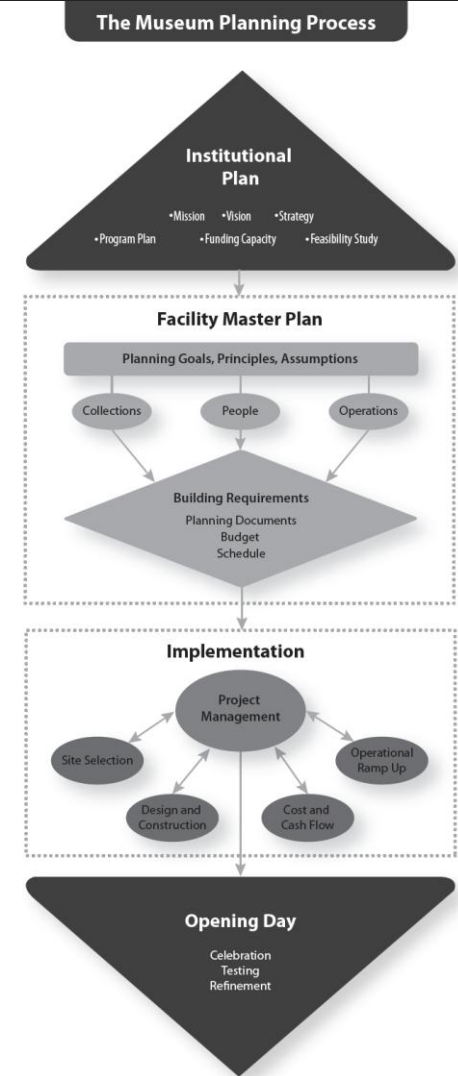 The Museum Planning Process
Institutional
Plan
•Mission •Vision •Strategy
•Program Plan •Funding Capacity •Feasibility Study
Facility Master Plan
Planning Goals, Principles, Assumptions
Collections
People
Operations
Building Requirements
Planning Documents
Budget
Schedule
Implementation
Project
Management
Site Selection
Operational
Ramp Up
Design and
Construction
Cost and
Cash Flow
Opening Day
Celebration
Testing
Refinement